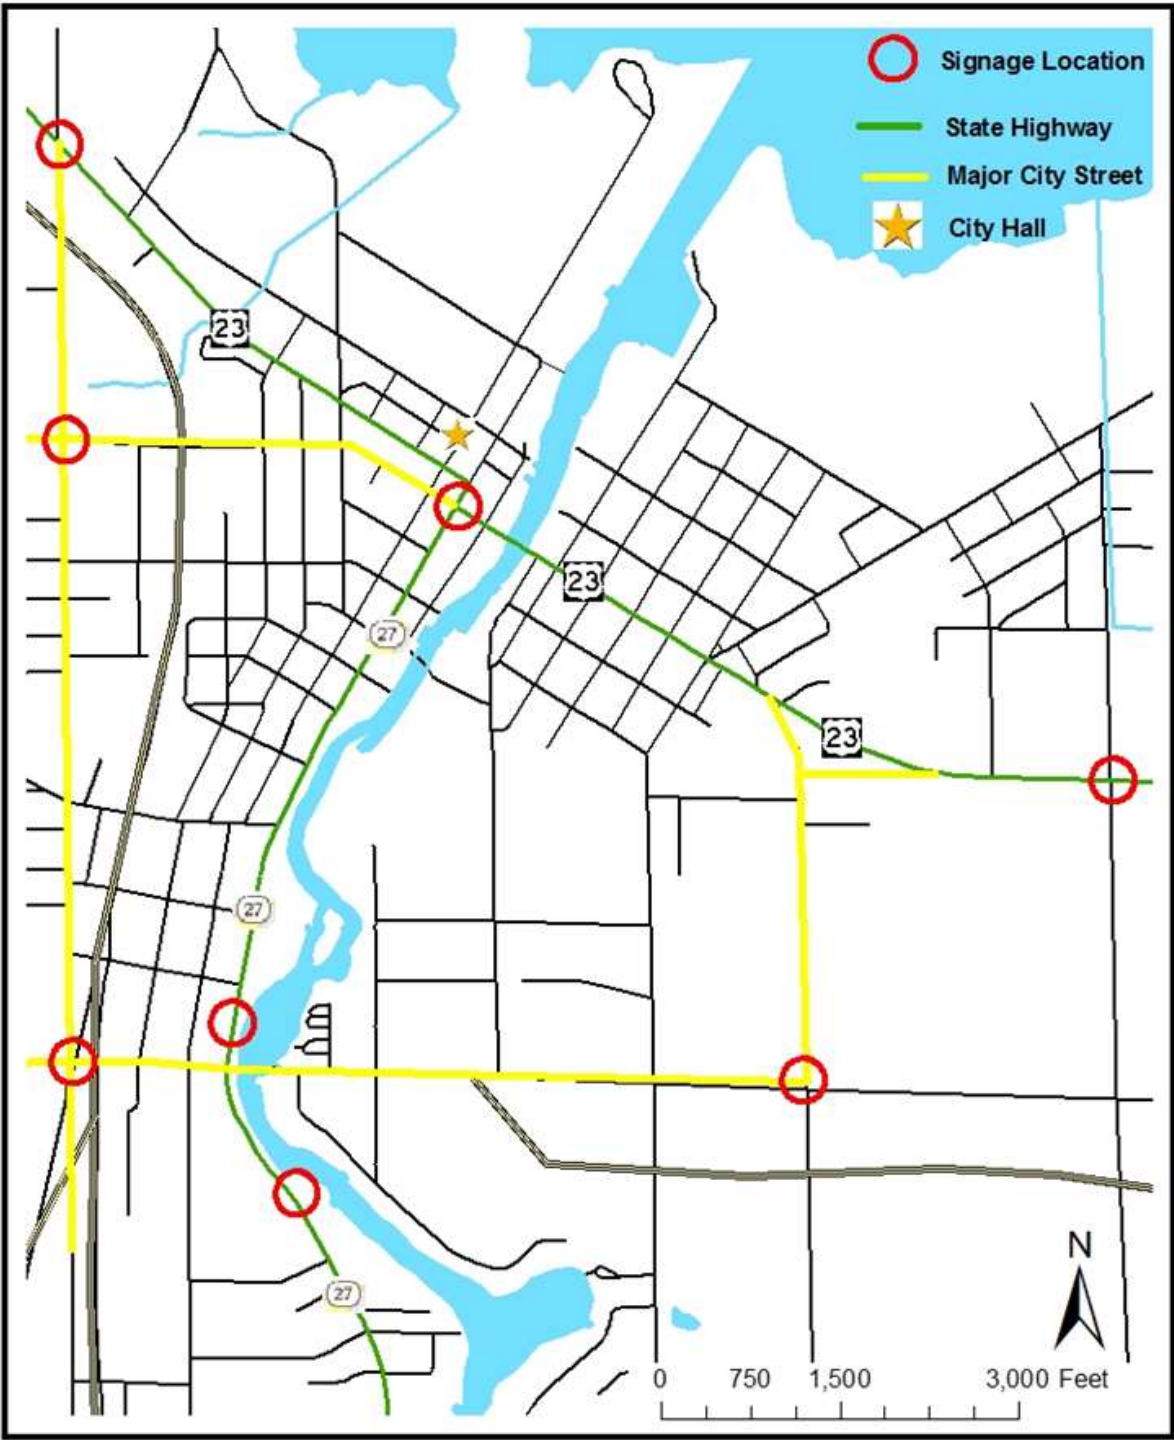 Signage Location
State Highway
Major City Street
City Hall
23
23
27
23
27
27
N
0 750 1,500 3,000 Feet